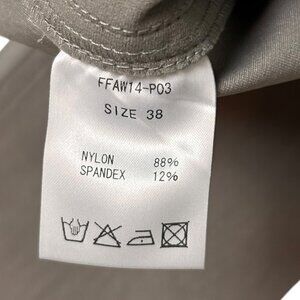 FFAW14-P03
SIZE 38
NYLON 88%
SPANDEX 12%